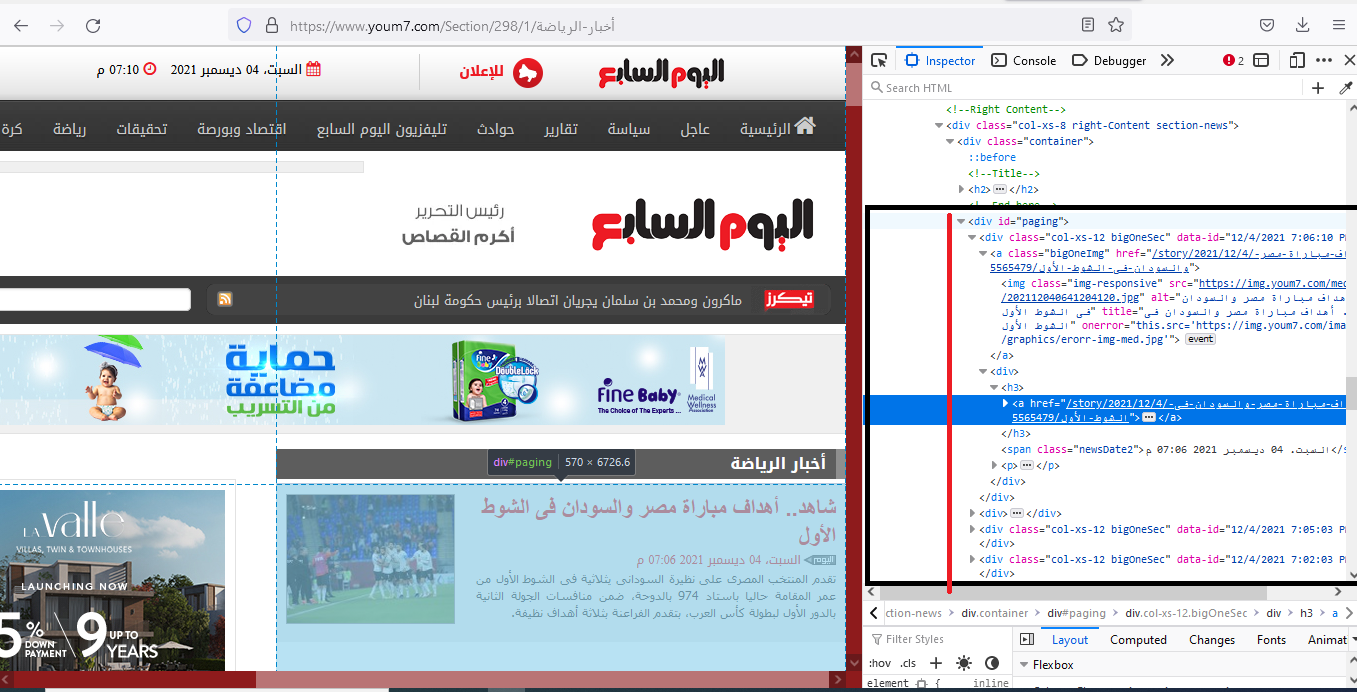 https://www.youm7.com/Section/298/1/أخبار-الرياضة
السبت، 04 ديسمبر 2021 07:10 م
للإعلان
اليوم السابع
الرئيسية عاجل سياسة تقارير حوادث تليفزيون اليوم السابع اقتصاد وبورصة تحقيقات رياضة كرة
رئيس التحرير
أكرم القصاص
اليوم السابع
تيكرز ماكرون ومحمد بن سلمان يجريان اتصالا برئيس حكومة لبنان
حماية
مضاعفة
من التسريب
Fine Baby
DoubleLock
Fine Baby
The Choice of The Experts ...
Medical
Wellness
Association
أخبار الرياضة
div#paging 570 × 6726.6
شاهد.. أهداف مباراة مصر والسودان فى الشوط
الأول
السبت، 04 ديسمبر 2021 07:06 م
تقدم المنتخب المصرى على نظيرة السودانى بثلاثية فى الشوط الأول من
عمر المقامة حاليا باستاد 974 بالدوحة، ضمن منافسات الجولة الثانية
بالدور الأول لبطولة كأس العرب، بتقدم الفراعنة بثلاثة أهداف نظيفة.
LA valle
VILLAS, TWIN & TOWNHOUSES
LAUNCHING NOW
5% DOWN PAYMENT 9 UP TO YEARS
Inspector Console Debugger 2
Search HTML
<!--Right Content-->
<div class="col-xs-8 right-Content section-news">
<div class="container">
::before
<!--Title-->
<h2></h2>
<div id="paging">
<div class="col-xs-12 bigOneSec" data-id="12/4/2021 7:06:10 P
<a class="bigOneImg" href="/story/2021/12/4/اف-مباراة-مصر-
والسودان-فى-الشوط-الأول/5565479">
<img class="img-responsive" src="https://img.youm7.com/med
/202112040641204120.jpg" alt="هداف مباراة مصر والسودان
فى الشوط الأول" title=". أهداف مباراة مصر والسودان فى
الشوط الأول" onerror="this.src='https://img.youm7.com/ima
/graphics/erorr-img-med.jpg'"> event
</a>
<div>
<h3>
<a href="/story/2021/12/4/اف-مباراة-مصر-والسودان-فى-
الشوط-الأول/5565479"></a>
</h3>
<span class="newsDate2">السبت، 04 ديسمبر 2021 07:06 م</s
<p></p>
</div>
</div>
<div></div>
<div class="col-xs-12 bigOneSec" data-id="12/4/2021 7:05:03 P
</div>
<div class="col-xs-12 bigOneSec" data-id="12/4/2021 7:02:03 P
</div>
ction-news div.container div#paging div.col-xs-12.bigOneSec div h3 a
Filter Styles
Layout Computed Changes Fonts Animat
:hov .cls
Flexbox
element { inline